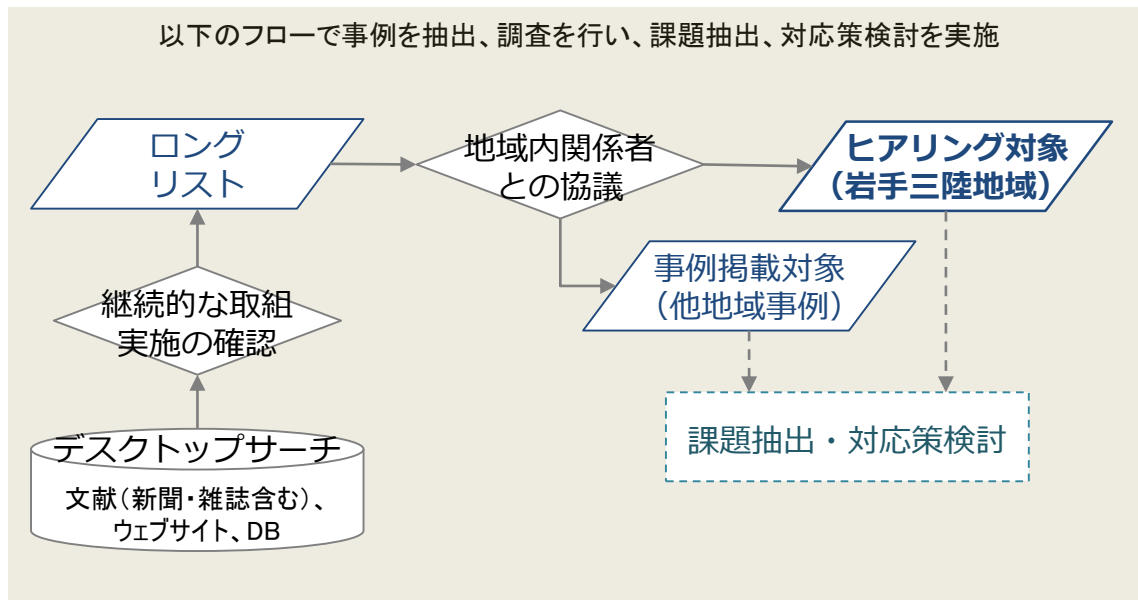 以下のフローで事例を抽出、調査を行い、課題抽出、対応策検討を実施
ロング
リスト
地域内関係者
との協議
ヒアリング対象
（岩手三陸地域）
事例掲載対象
（他地域事例）
継続的な取組
実施の確認
課題抽出・対応策検討
デスクトップサーチ
文献（新聞・雑誌含む）、
ウェブサイト、DB